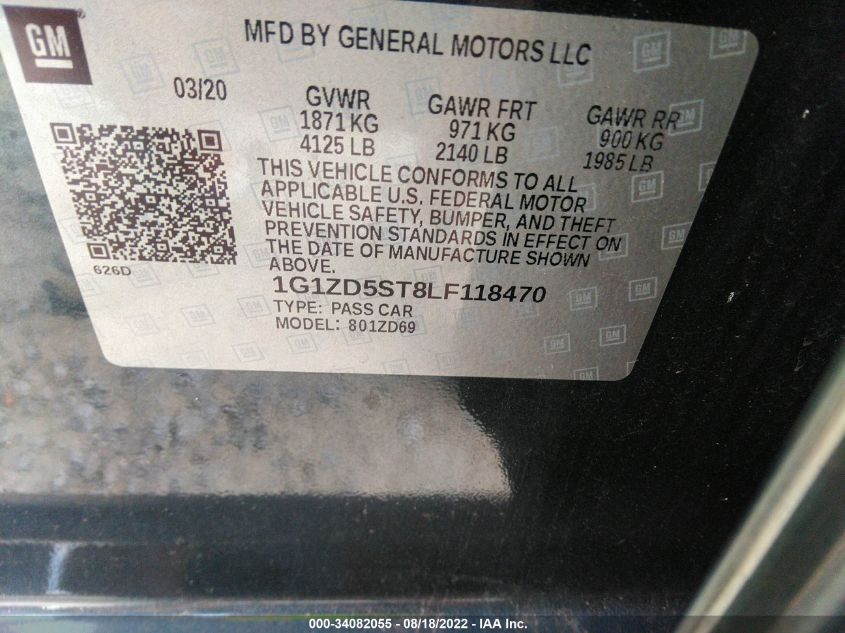 GM
MFD BY GENERAL MOTORS LLC
03/20
GVWR
1871 KG
4125 LB
GAWR FRT
971 KG
2140 LB
GAWR RR
900 KG
1985 LB
THIS VEHICLE CONFORMS TO ALL
APPLICABLE U.S. FEDERAL MOTOR
VEHICLE SAFETY, BUMPER, AND THEFT
PREVENTION STANDARDS IN EFFECT ON
THE DATE OF MANUFACTURE SHOWN
ABOVE.
626D
1G1ZD5ST8LF118470
TYPE: PASS CAR
MODEL: 801ZD69
000-34082055 - 08/18/2022 - IAA Inc.